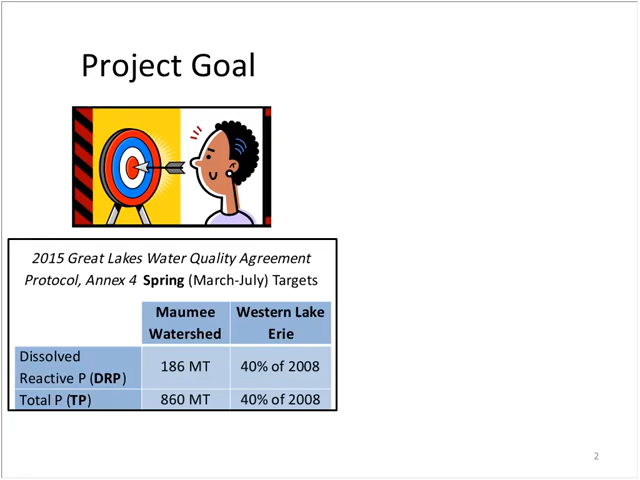 Project Goal
2015 Great Lakes Water Quality Agreement
Protocol, Annex 4 Spring (March-July) Targets
Maumee Watershed
Western Lake Erie
Dissolved Reactive P (DRP)
186 MT
40% of 2008
Total P (TP)
860 MT
40% of 2008
2